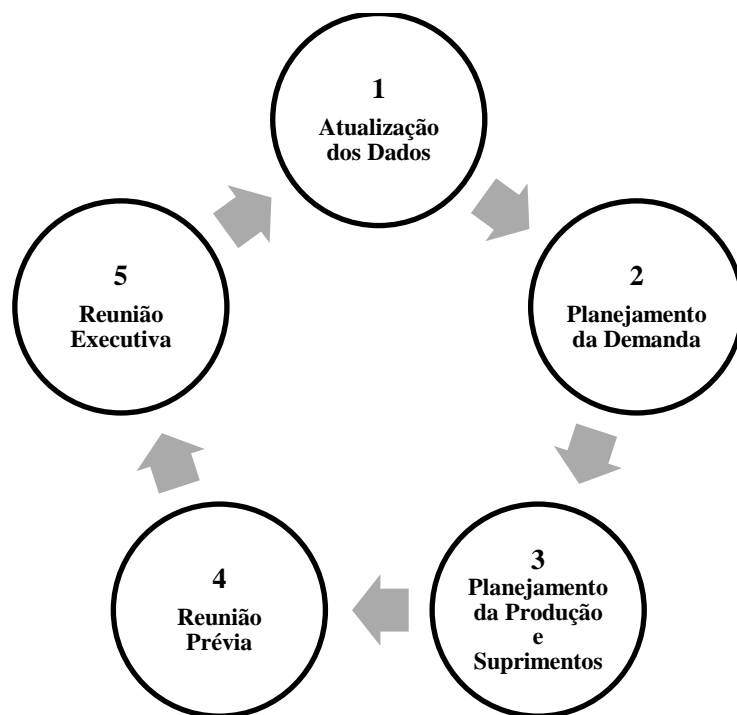 1
Atualização
dos Dados
2
Planejamento
da Demanda
3
Planejamento
da Produção
e
Suprimentos
4
Reunião
Prévia
5
Reunião
Executiva